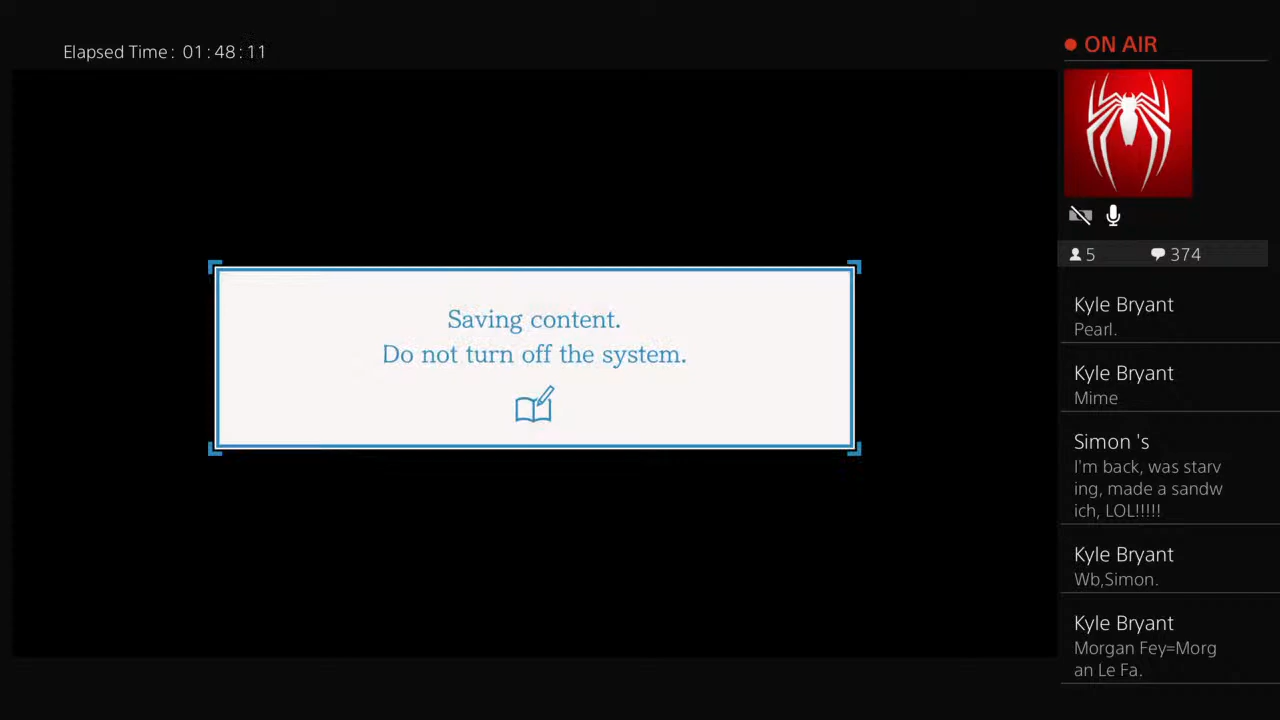 Elapsed Time: 01:48:11
ON AIR
5 374
Saving content.
Do not turn off the system.
Kyle Bryant
Pearl.
Kyle Bryant
Mime
Simon 's
I'm back, was starv
ing, made a sandw
ich, LOL!!!!!
Kyle Bryant
Wb,Simon.
Kyle Bryant
Morgan Fey=Morg
an Le Fa.